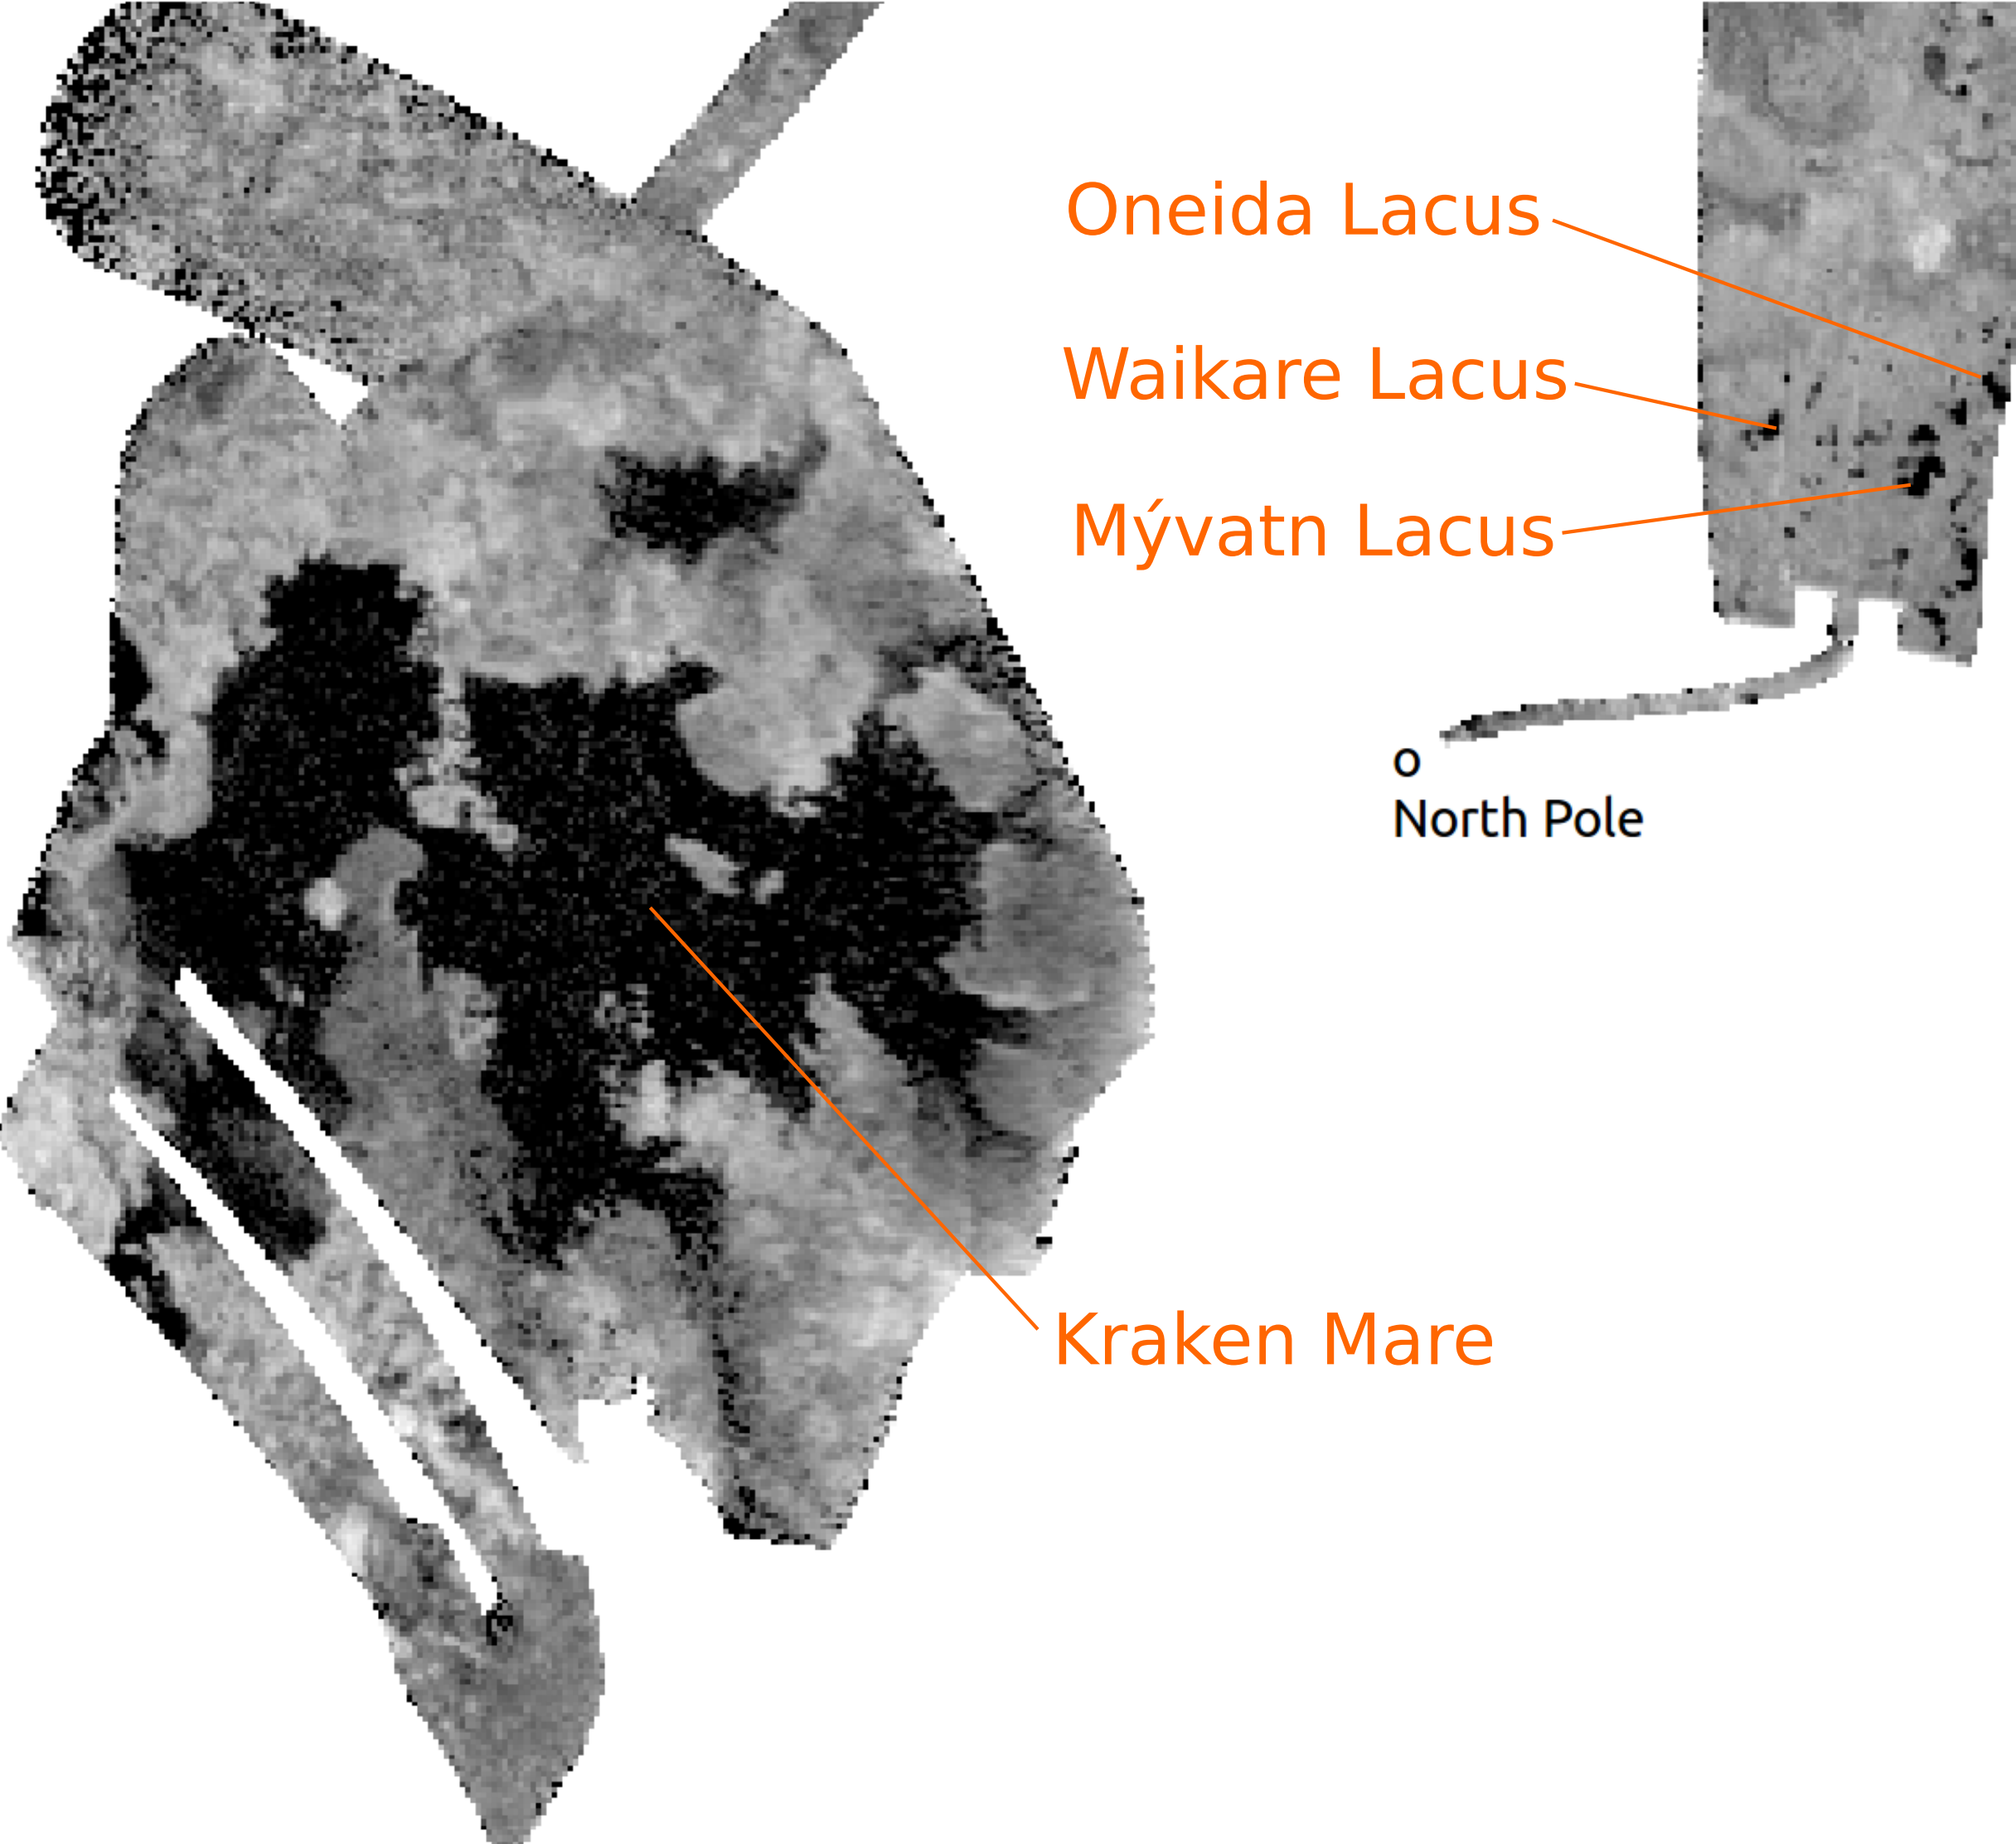 Oneida Lacus
Waikare Lacus
Mývatn Lacus
o
North Pole
Kraken Mare